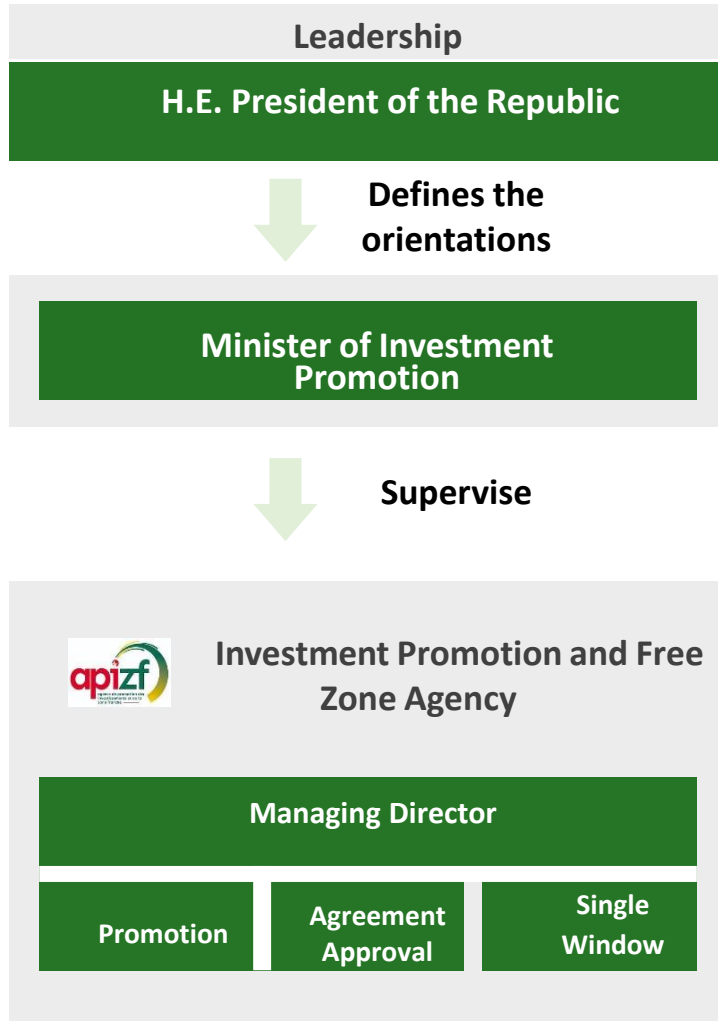 Leadership
H.E. President of the Republic
Defines the
orientations
Minister of Investment
Promotion
Supervise
apizf
Investment Promotion and Free
Zone Agency
Managing Director
Promotion
Agreement
Approval
Single
Window